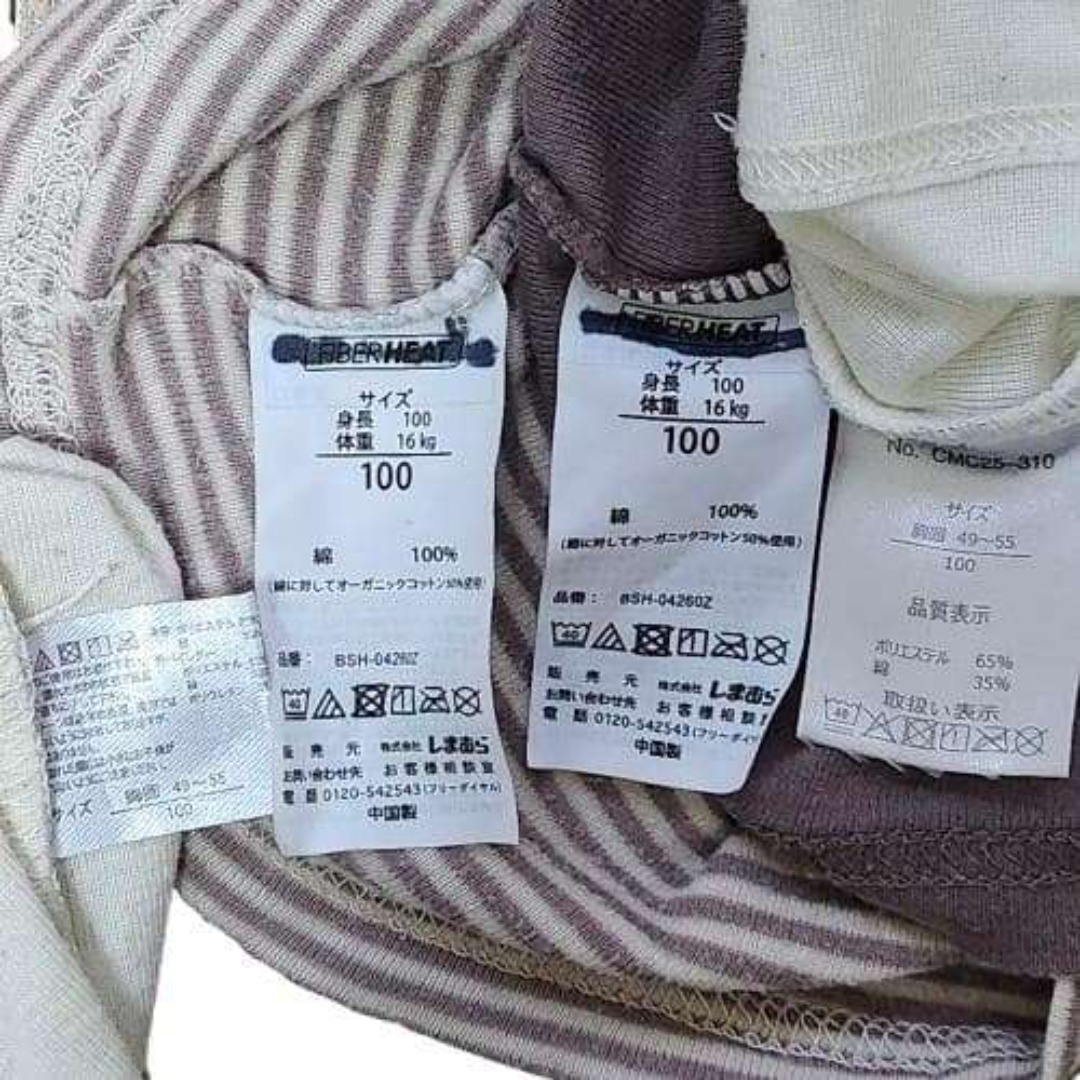 サイズ
胸囲 49～55
100
FIBERHEAT
サイズ
身長 100
体重 16kg
100
綿 100%
(綿に対してオーガニックコットン50%使用)
品番： BSH-04260Z
40
販売元 株式会社しまむら
お問い合わせ先 お客様相談室
電話 0120-542543(フリーダイヤル)
中国製
FIBERHEAT
サイズ
身長 100
体重 16kg
100
綿 100%
(綿に対してオーガニックコットン50%使用)
品番： BSH-04260Z
40
販売元 株式会社しまむら
お問い合わせ先 お客様相談
電話 0120-542543(フリーダイ
中国製
No. CMC25-310
サイズ
胸囲 49～55
100
品質表示
ポリエステル 65%
綿 35%
取扱い表示
40